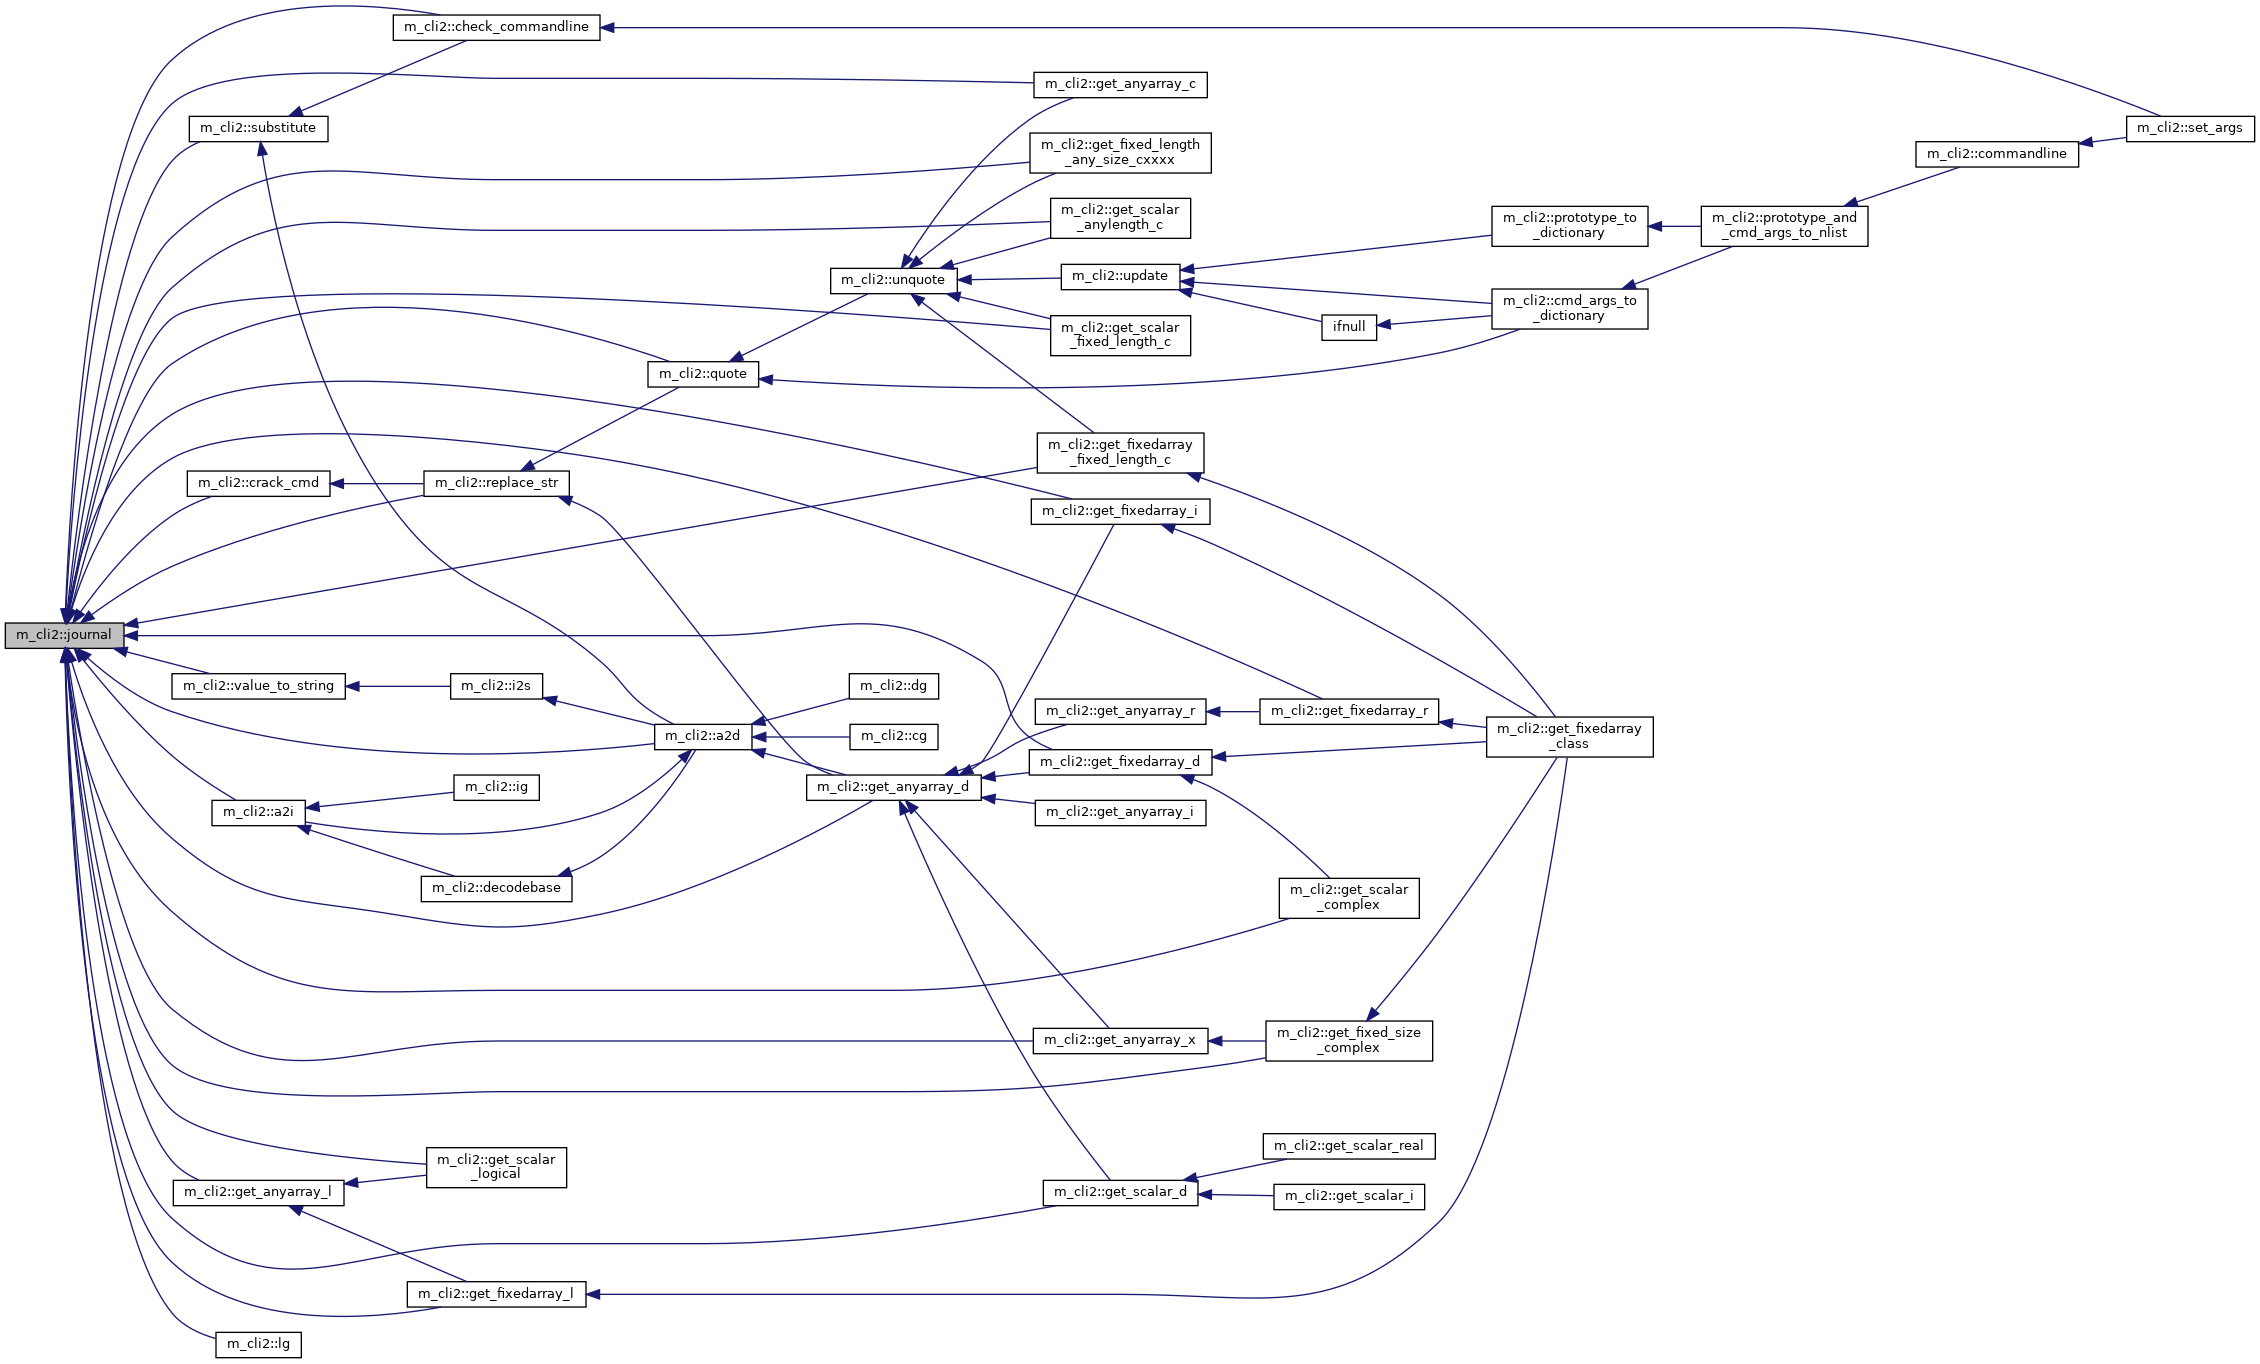 m_cli2::check_commandline
m_cli2::get_anyarray_c
m_cli2::substitute
m_cli2::set_args
m_cli2::get_fixed_length
_any_size_cxxxx
m_cli2::commandline
m_cli2::get_scalar
_anylength_c
m_cli2::prototype_to
_dictionary
m_cli2::prototype_and
_cmd_args_to_nlist
m_cli2::unquote
m_cli2::update
m_cli2::cmd_args_to
_dictionary
ifnull
m_cli2::get_scalar
_fixed_length_c
m_cli2::quote
m_cli2::get_fixedarray
_fixed_length_c
m_cli2::crack_cmd
m_cli2::replace_str
m_cli2::get_fixedarray_i
m_cli2::journal
m_cli2::value_to_string
m_cli2::i2s
m_cli2::dg
m_cli2::get_anyarray_r
m_cli2::get_fixedarray_r
m_cli2::a2d
m_cli2::cg
m_cli2::get_fixedarray
_class
m_cli2::get_fixedarray_d
m_cli2::ig
m_cli2::get_anyarray_d
m_cli2::a2i
m_cli2::get_anyarray_i
m_cli2::decodebase
m_cli2::get_scalar
_complex
m_cli2::get_anyarray_x
m_cli2::get_fixed_size
_complex
m_cli2::get_scalar_real
m_cli2::get_scalar
_logical
m_cli2::get_anyarray_l
m_cli2::get_scalar_d
m_cli2::get_scalar_i
m_cli2::get_fixedarray_l
m_cli2::lg